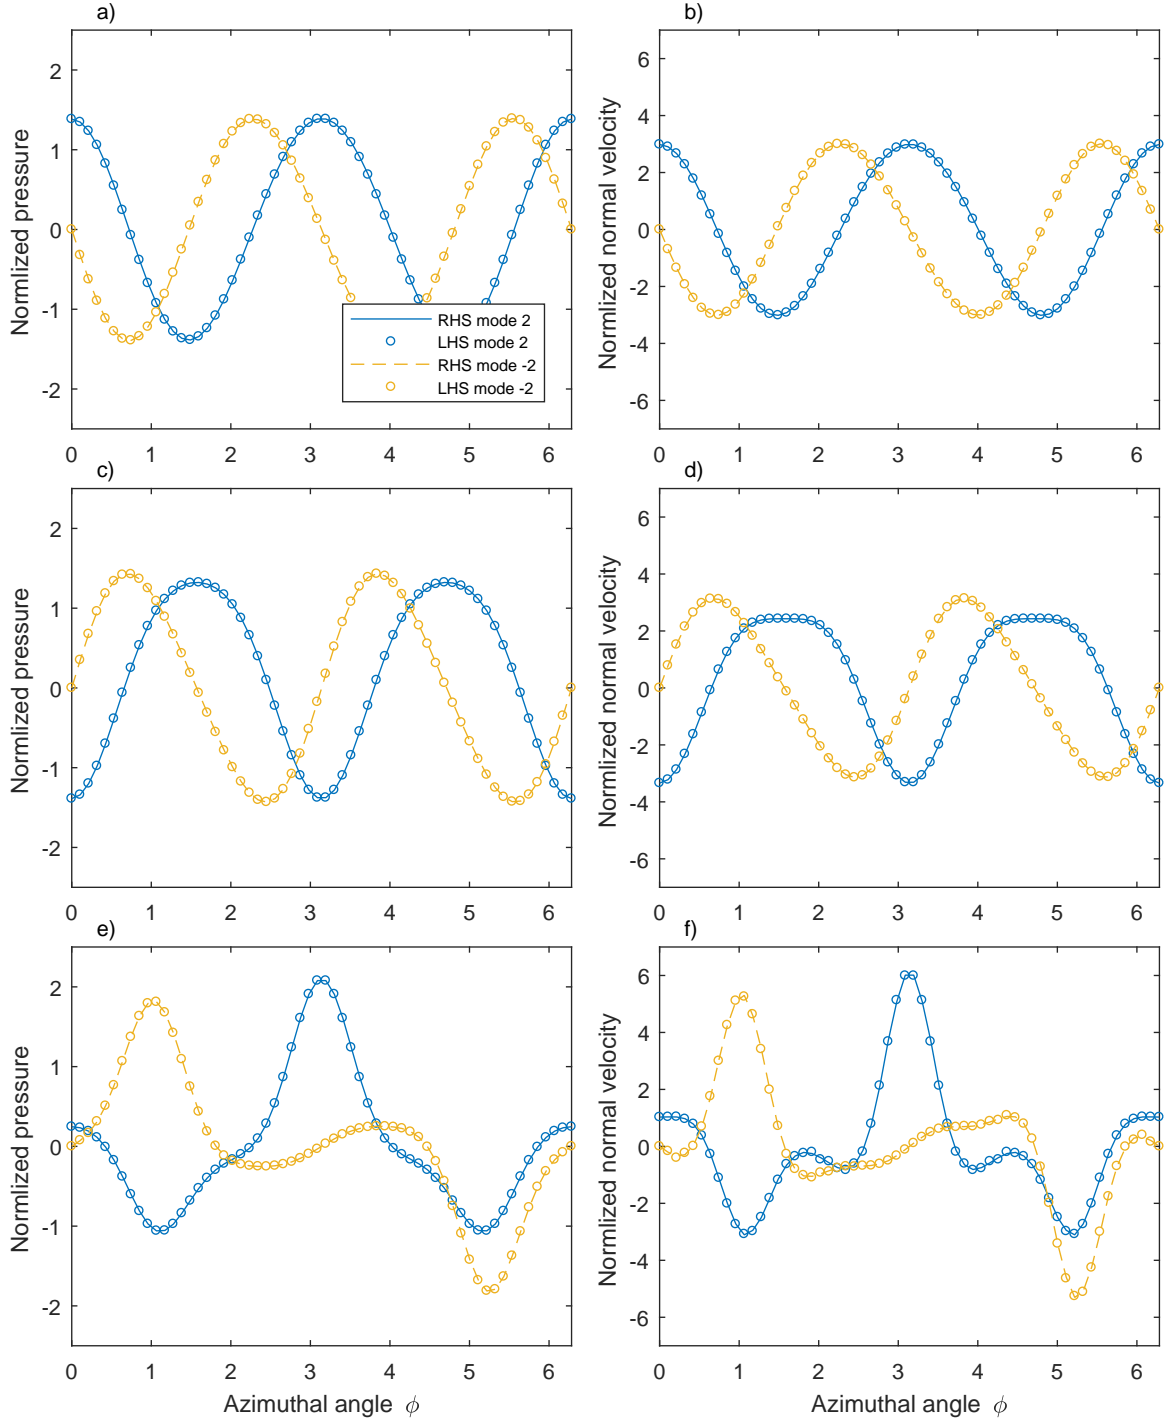 a)
2
1
0
-1
-2
Normlized pressure
0 1 2 3 4 5 6
RHS mode 2
LHS mode 2
RHS mode -2
LHS mode -2
b)
6
4
2
0
-2
-4
-6
Normlized normal velocity
0 1 2 3 4 5 6
c)
2
1
0
-1
-2
Normlized pressure
0 1 2 3 4 5 6
d)
6
4
2
0
-2
-4
-6
Normlized normal velocity
0 1 2 3 4 5 6
e)
2
1
0
-1
-2
Normlized pressure
0 1 2 3 4 5 6
Azimuthal angle ϕ
f)
6
4
2
0
-2
-4
-6
Normlized normal velocity
0 1 2 3 4 5 6
Azimuthal angle ϕ